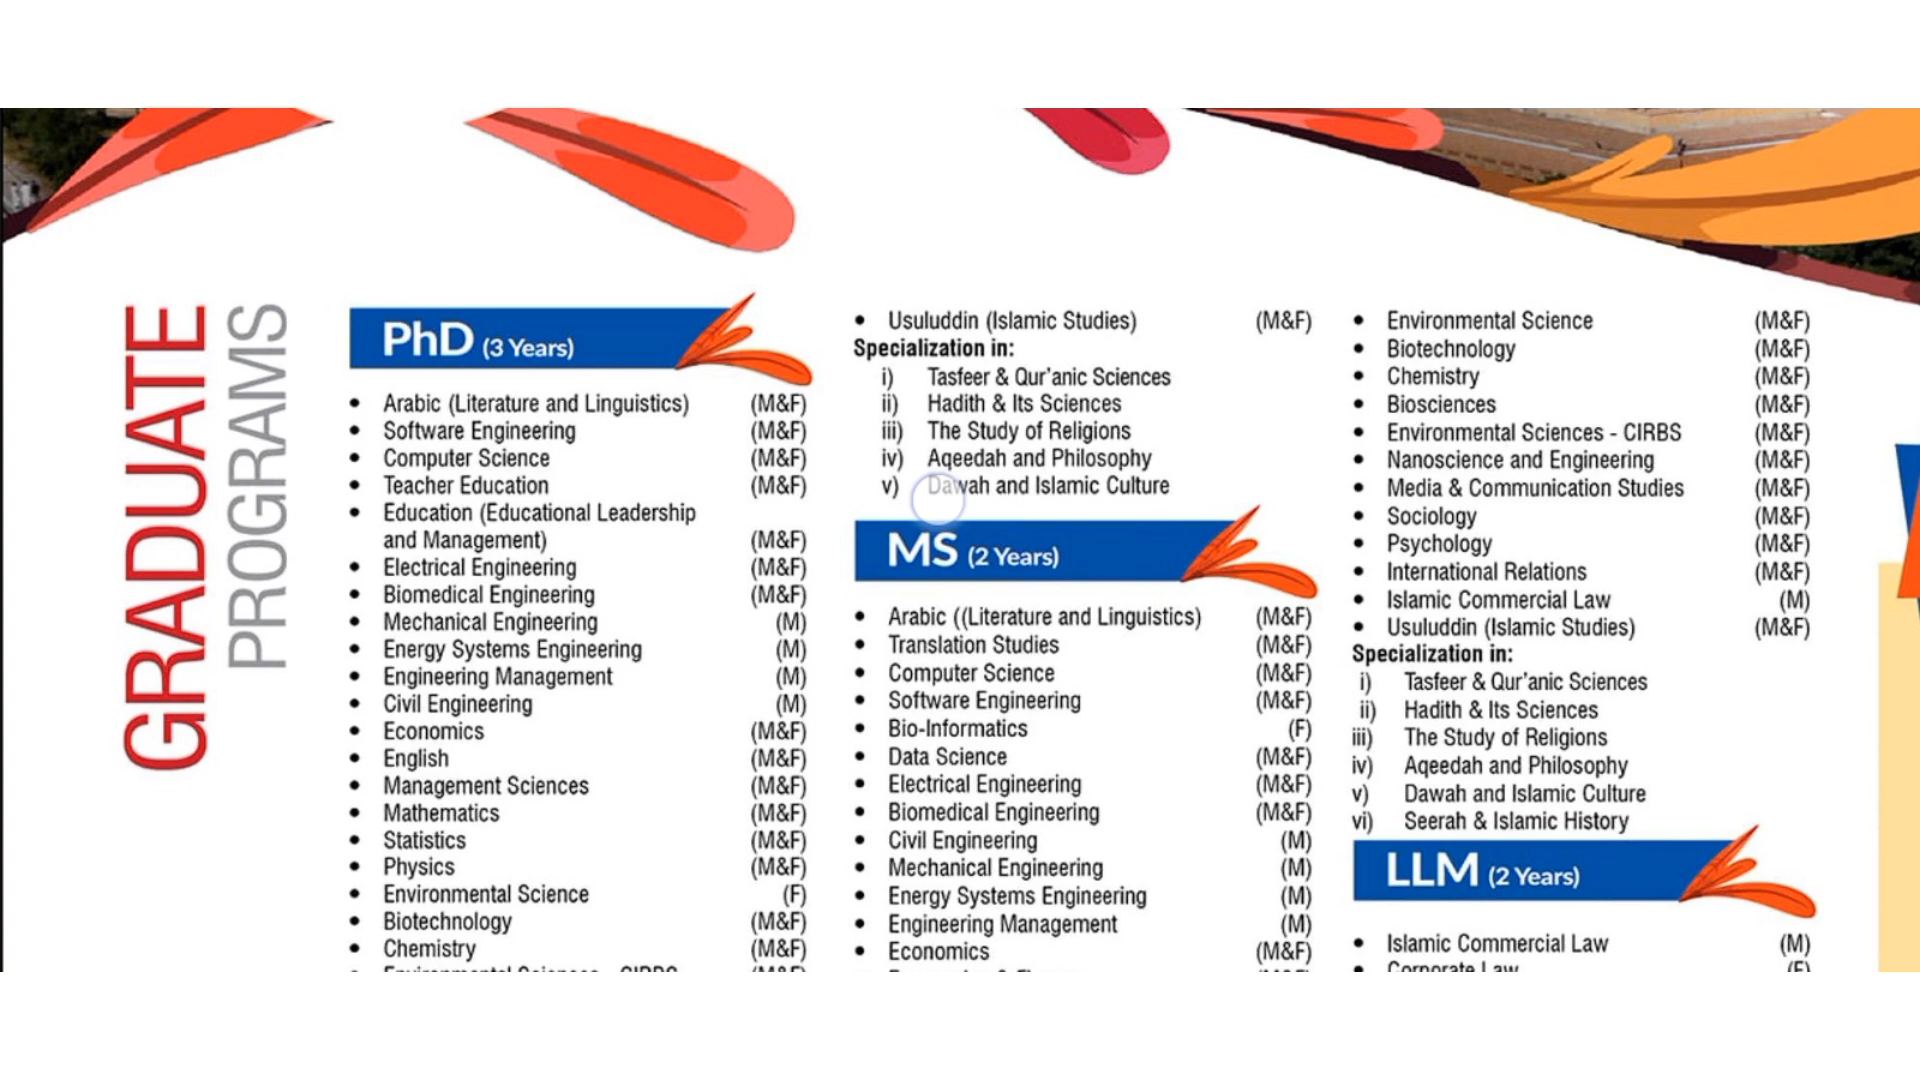 GRADUATE
PROGRAMS
PhD (3 Years)
• Arabic (Literature and Linguistics) (M&F)
• Software Engineering (M&F)
• Computer Science (M&F)
• Teacher Education (M&F)
• Education (Educational Leadership
and Management) (M&F)
• Electrical Engineering (M&F)
• Biomedical Engineering (M&F)
• Mechanical Engineering (M)
• Energy Systems Engineering (M)
• Engineering Management (M)
• Civil Engineering (M)
• Economics (M&F)
• English (M&F)
• Management Sciences (M&F)
• Mathematics (M&F)
• Statistics (M&F)
• Physics (M&F)
• Environmental Science (F)
• Biotechnology (M&F)
• Chemistry (M&F)
• Environmental Sciences - CIRBS (M&F)
• Usuluddin (Islamic Studies) (M&F)
Specialization in:
i) Tasfeer & Qur'anic Sciences
ii) Hadith & Its Sciences
iii) The Study of Religions
iv) Aqeedah and Philosophy
v) Dawah and Islamic Culture
MS (2 Years)
• Arabic ((Literature and Linguistics) (M&F)
• Translation Studies (M&F)
• Computer Science (M&F)
• Software Engineering (M&F)
• Bio-Informatics (F)
• Data Science (M&F)
• Electrical Engineering (M&F)
• Biomedical Engineering (M&F)
• Civil Engineering (M)
• Mechanical Engineering (M)
• Energy Systems Engineering (M)
• Engineering Management (M)
• Economics (M&F)
• Environmental Science (M&F)
• Biotechnology (M&F)
• Chemistry (M&F)
• Biosciences (M&F)
• Environmental Sciences - CIRBS (M&F)
• Nanoscience and Engineering (M&F)
• Media & Communication Studies (M&F)
• Sociology (M&F)
• Psychology (M&F)
• International Relations (M&F)
• Islamic Commercial Law (M)
• Usuluddin (Islamic Studies) (M&F)
Specialization in:
i) Tasfeer & Qur'anic Sciences
ii) Hadith & Its Sciences
iii) The Study of Religions
iv) Aqeedah and Philosophy
v) Dawah and Islamic Culture
vi) Seerah & Islamic History
LLM (2 Years)
• Islamic Commercial Law (M)
• Corporate Law (F)